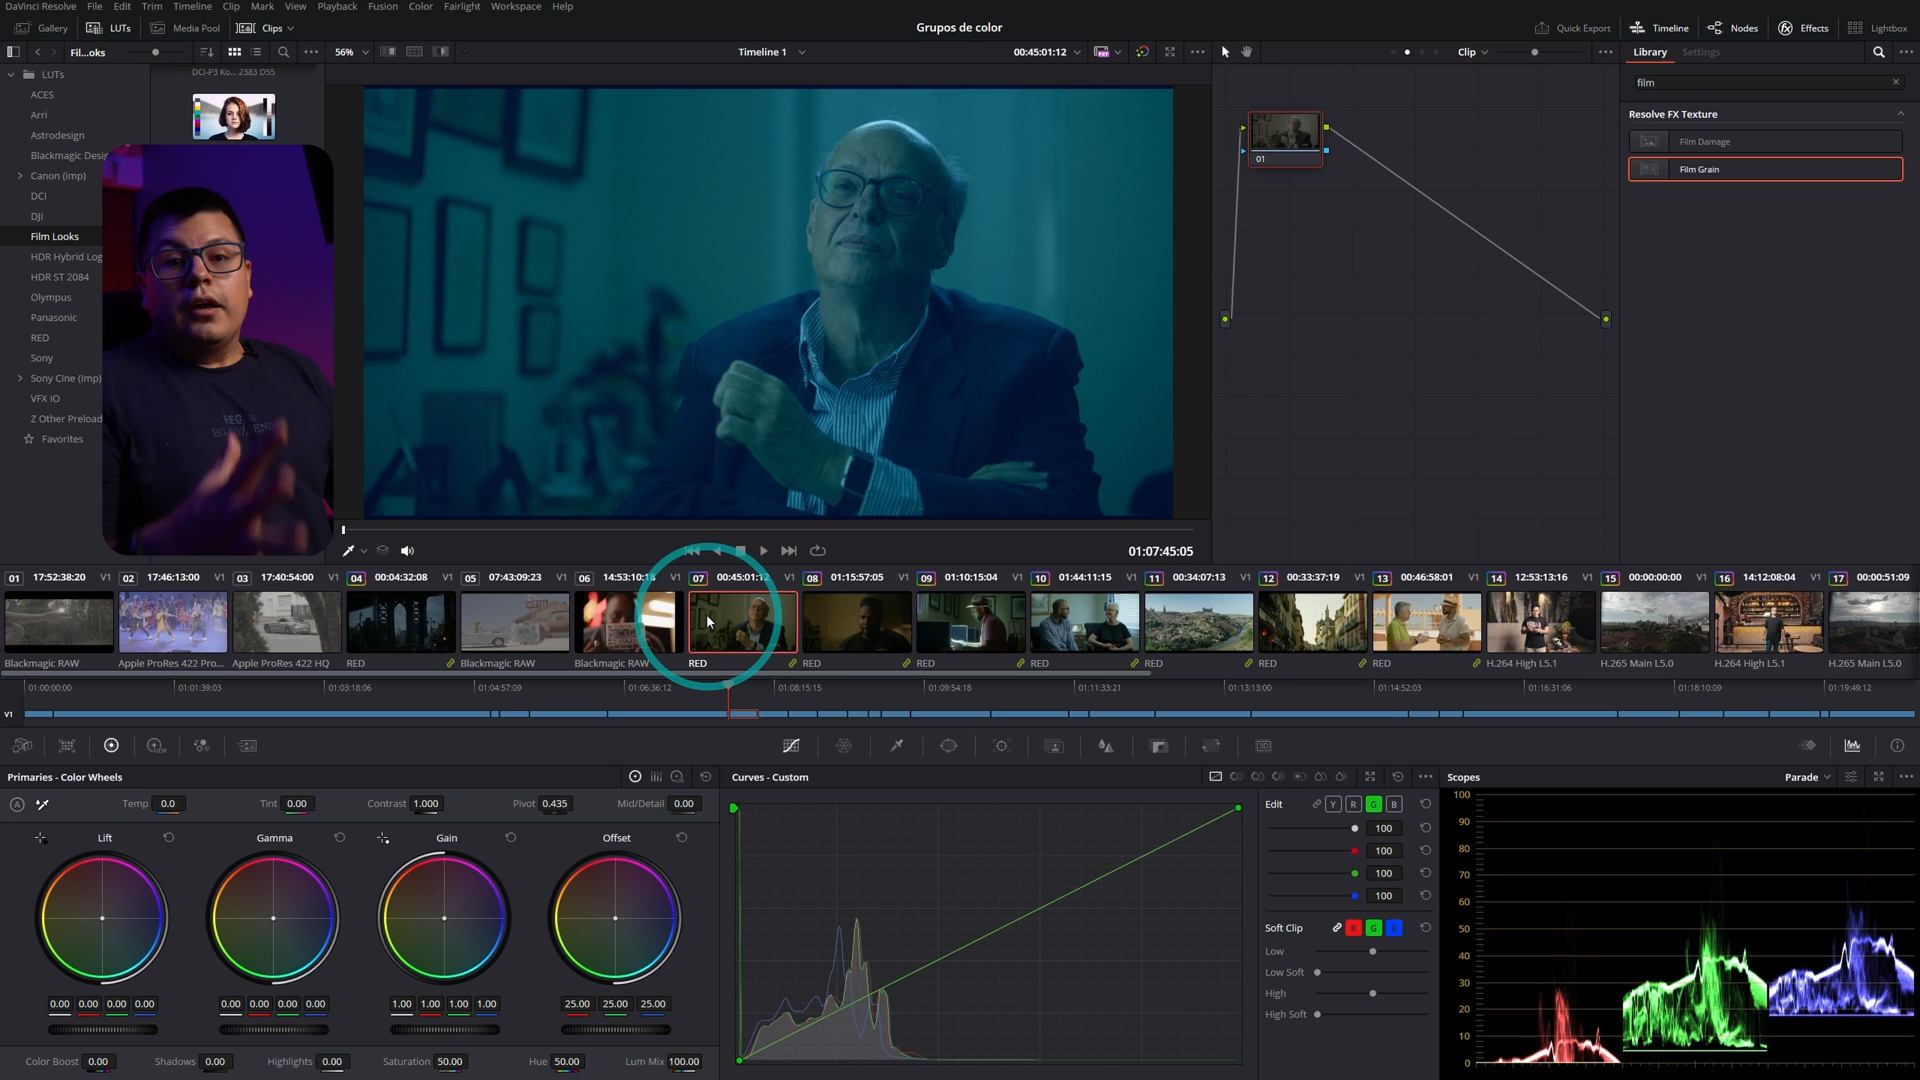 DaVinci Resolve File Edit Trim Timeline Clip Mark View Playback Fusion Color Fairlight Workspace Help
Gallery LUTs Media Pool Clips Grupos de color Quick Export Timeline Nodes Effects Lightbox
Fil...oks 56% Timeline 1 00:45:01:12 Clip Library Settings
film
LUTs
DCI-P3 Ko... 2383 D55
ACES
Arri
Astrodesign
Blackmagic Desig
Canon (imp)
DCI
DJI
Film Looks
HDR Hybrid Log
HDR ST 2084
Olympus
Panasonic
RED
Sony
Sony Cine (Imp)
VFX IO
Z Other Preload
Favorites
01
Resolve FX Texture
Film Damage
Film Grain
01:07:45:05
01 17:52:38:20 V1 02 17:46:13:00 V1 03 17:40:54:00 V1 04 00:04:32:08 V1 05 07:43:09:23 V1 06 14:53:10:18 V1 07 00:45:01:12 V1 08 01:15:57:05 V1 09 01:10:15:04 V1 10 01:44:11:15 V1 11 00:34:07:13 V1 12 00:33:37:19 V1 13 00:46:58:01 V1 14 12:53:13:16 V1 15 00:00:00:00 V1 16 14:12:08:04 V1 17 00:00:51:09
Blackmagic RAW Apple ProRes 422 Pro... Apple ProRes 422 HQ RED Blackmagic RAW Blackmagic RAW RED RED RED RED RED RED RED H.264 High L5.1 H.265 Main L5.0 H.264 High L5.1 H.265 Main L5.0
01:00:00:00 01:01:39:03 01:03:18:06 01:04:57:09 01:06:36:12 01:08:15:15 01:09:54:18 01:11:33:21 01:13:13:00 01:14:52:03 01:16:31:06 01:18:10:09 01:19:49:12
V1
Primaries - Color Wheels
Temp 0.0 Tint 0.00 Contrast 1.000 Pivot 0.435 Mid/Detail 0.00
Lift Gamma Gain Offset
0.00 0.00 0.00 0.00 0.00 0.00 0.00 0.00 1.00 1.00 1.00 1.00 25.00 25.00 25.00
Color Boost 0.00 Shadows 0.00 Highlights 0.00 Saturation 50.00 Hue 50.00 Lum Mix 100.00
Curves - Custom
Edit Y R G B
100
100
100
100
Soft Clip R G B
Low
Low Soft
High
High Soft
Scopes Parade
100
90
80
70
60
50
40
30
20
10
0